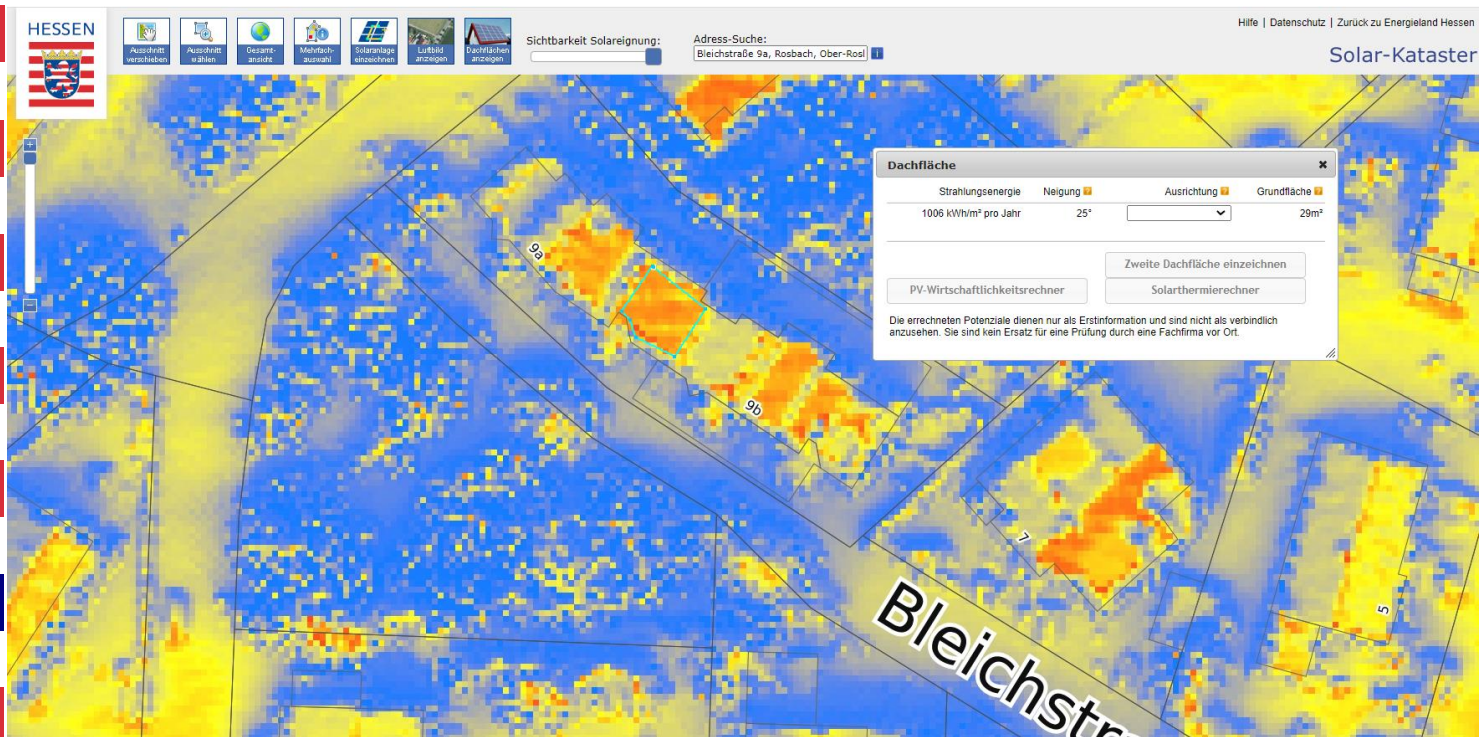 HESSEN
Ausschnitt verschieben
Ausschnitt wählen
Gesamt-ansicht
Mehrfach-auswahl
Solaranlage einzeichnen
Luftbild anzeigen
Dachflächen anzeigen
Sichtbarkeit Solareignung:
Adress-Suche:
Bleichstraße 9a, Rosbach, Ober-Rosl
Hilfe | Datenschutz | Zurück zu Energieland Hessen
Solar-Kataster
Dachfläche
Strahlungsenergie Neigung Ausrichtung Grundfläche
1006 kWh/m² pro Jahr 25° 29m²
Zweite Dachfläche einzeichnen
PV-Wirtschaftlichkeitsrechner Solarthermierechner
Die errechneten Potenziale dienen nur als Erstinformation und sind nicht als verbindlich
anzusehen. Sie sind kein Ersatz für eine Prüfung durch eine Fachfirma vor Ort.
9a
9b
7
5
Bleichstr